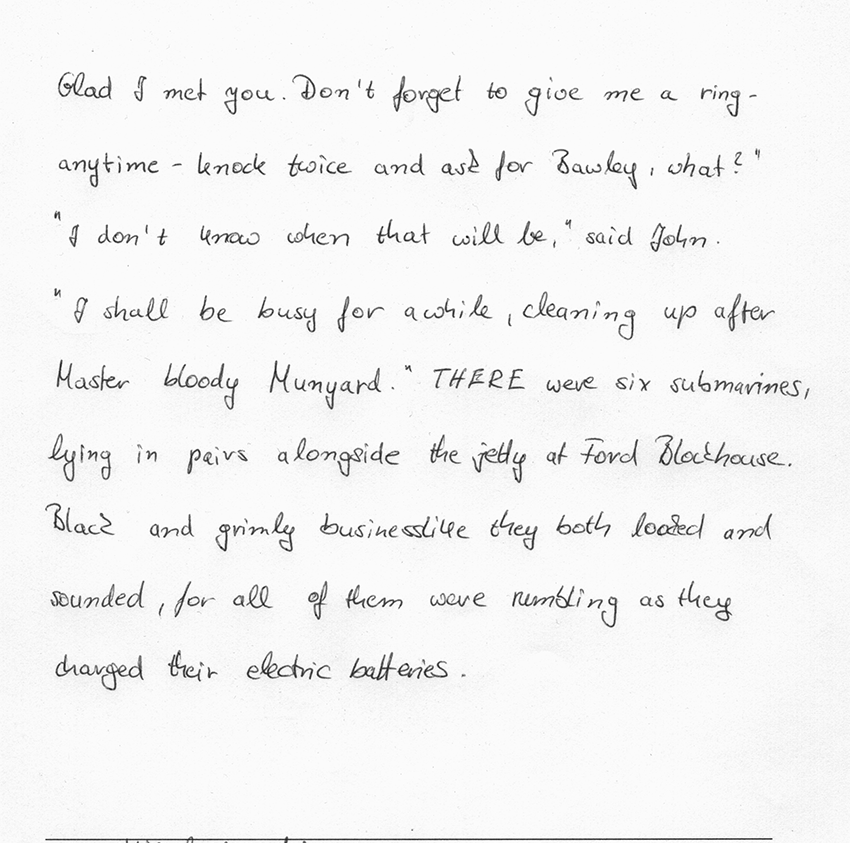 Glad I met you. Don't forget to give me a ring -
anytime - knock twice and ask for Bawley, what?"
"I don't know when that will be," said John.
"I shall be busy for awhile, cleaning up after
Master bloody Munyard." THERE were six submarines,
lying in pairs alongside the jetty at Ford Blockhouse.
Black and grimly businesslike they both looked and
sounded, for all of them were rumbling as they
charged their electric batteries.